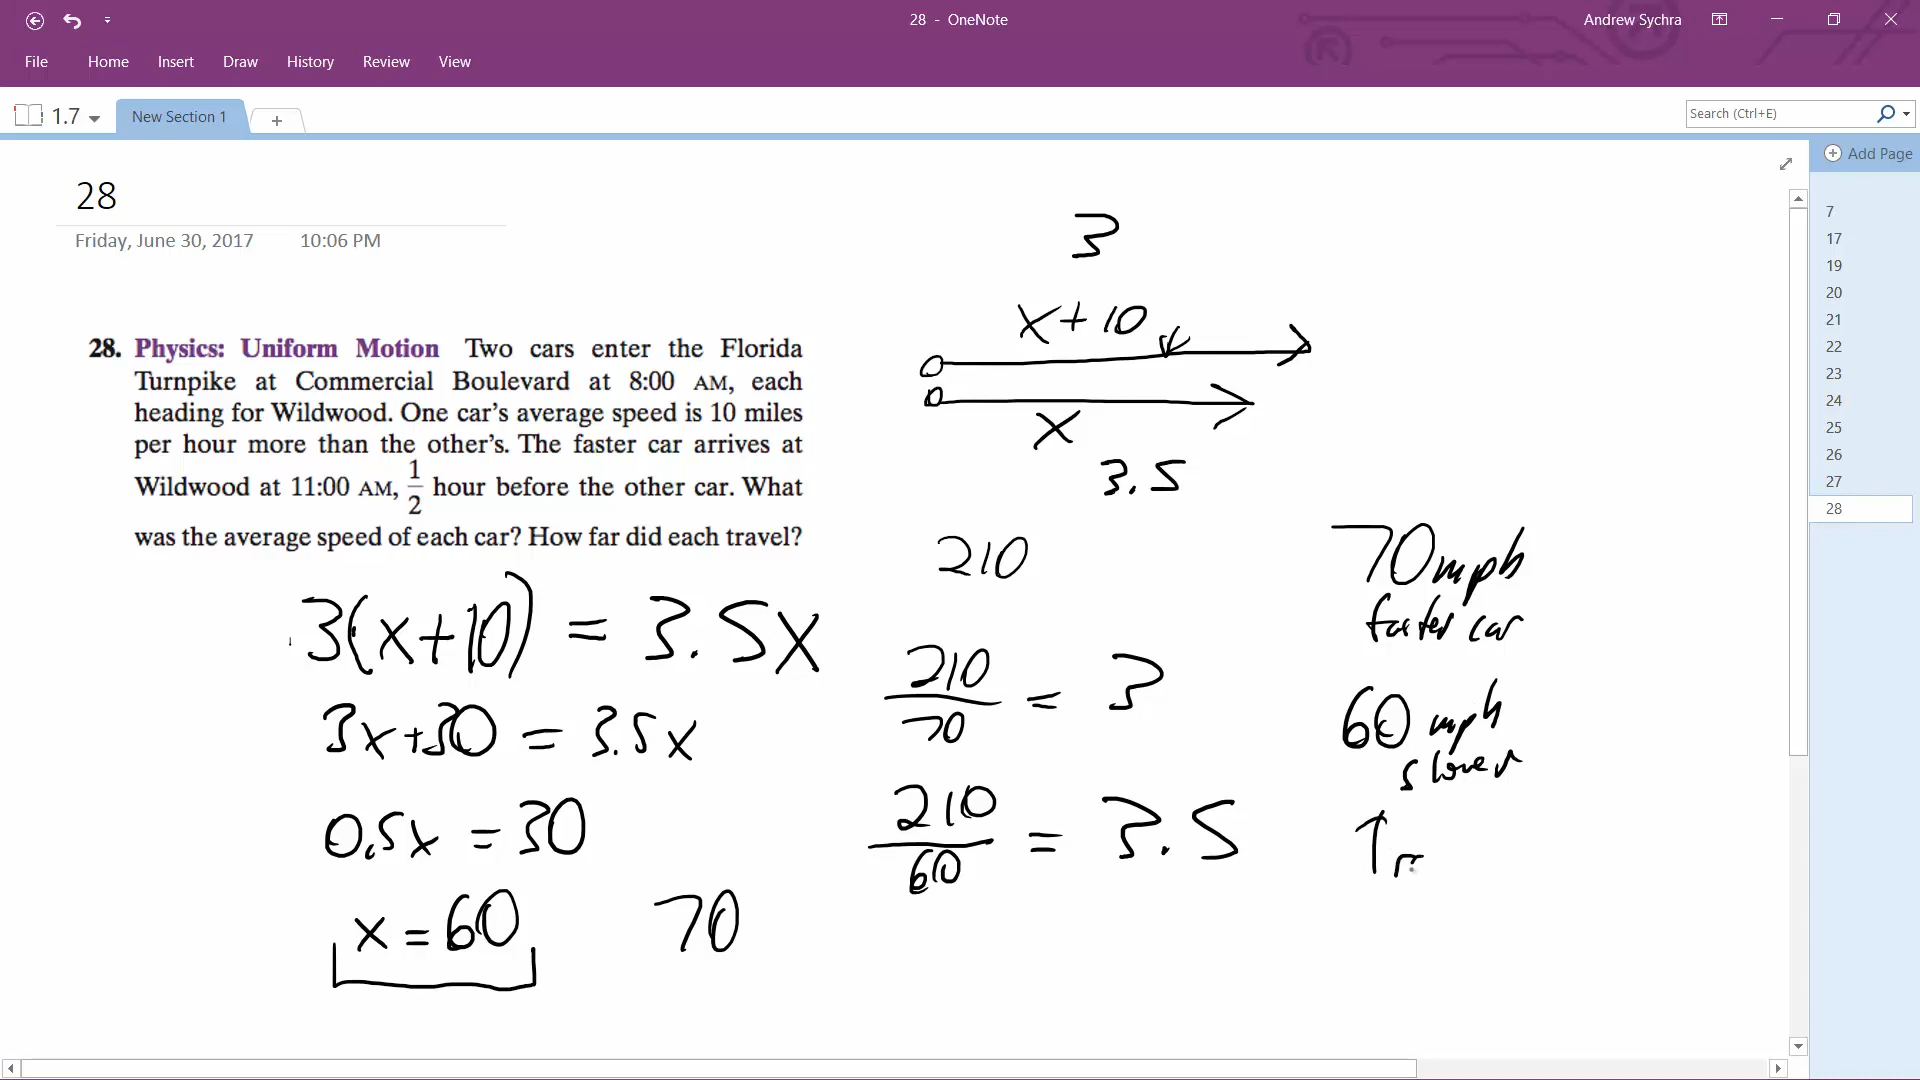 28 - OneNote
Andrew Sychra
File Home Insert Draw History Review View
1.7
New Section 1
+
Search (Ctrl+E)
Add Page
28
Friday, June 30, 2017 10:06 PM
28. Physics: Uniform Motion Two cars enter the Florida
Turnpike at Commercial Boulevard at 8:00 AM, each
heading for Wildwood. One car's average speed is 10 miles
per hour more than the other's. The faster car arrives at
Wildwood at 11:00 AM, 1/2 hour before the other car. What
was the average speed of each car? How far did each travel?
3(x+10) = 3.5x
3x+30 = 3.5x
0.5x = 30
x = 60 70
3
x+10
x
3.5
210
210/70 = 3
210/60 = 3.5
70 mph
faster car
60 mph
slower
7
17
19
20
21
22
23
24
25
26
27
28